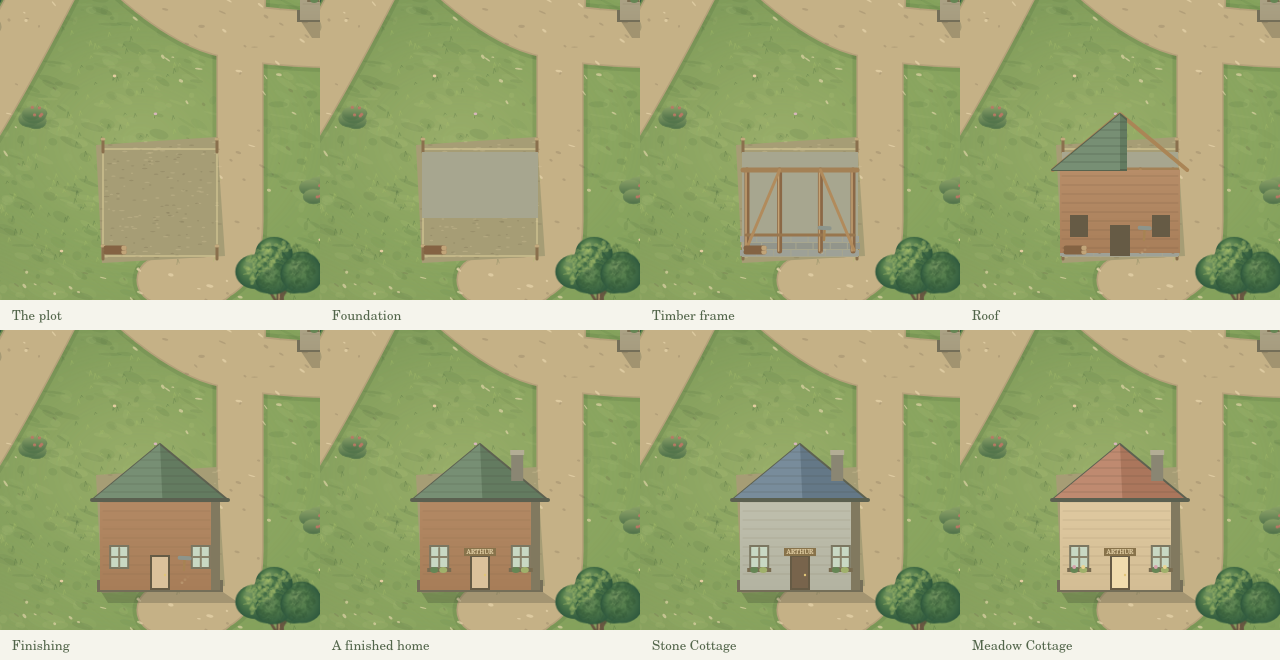 The plot
Foundation
Timber frame
Roof
ARTHUR
ARTHUR
ARTHUR
Finishing
A finished home
Stone Cottage
Meadow Cottage